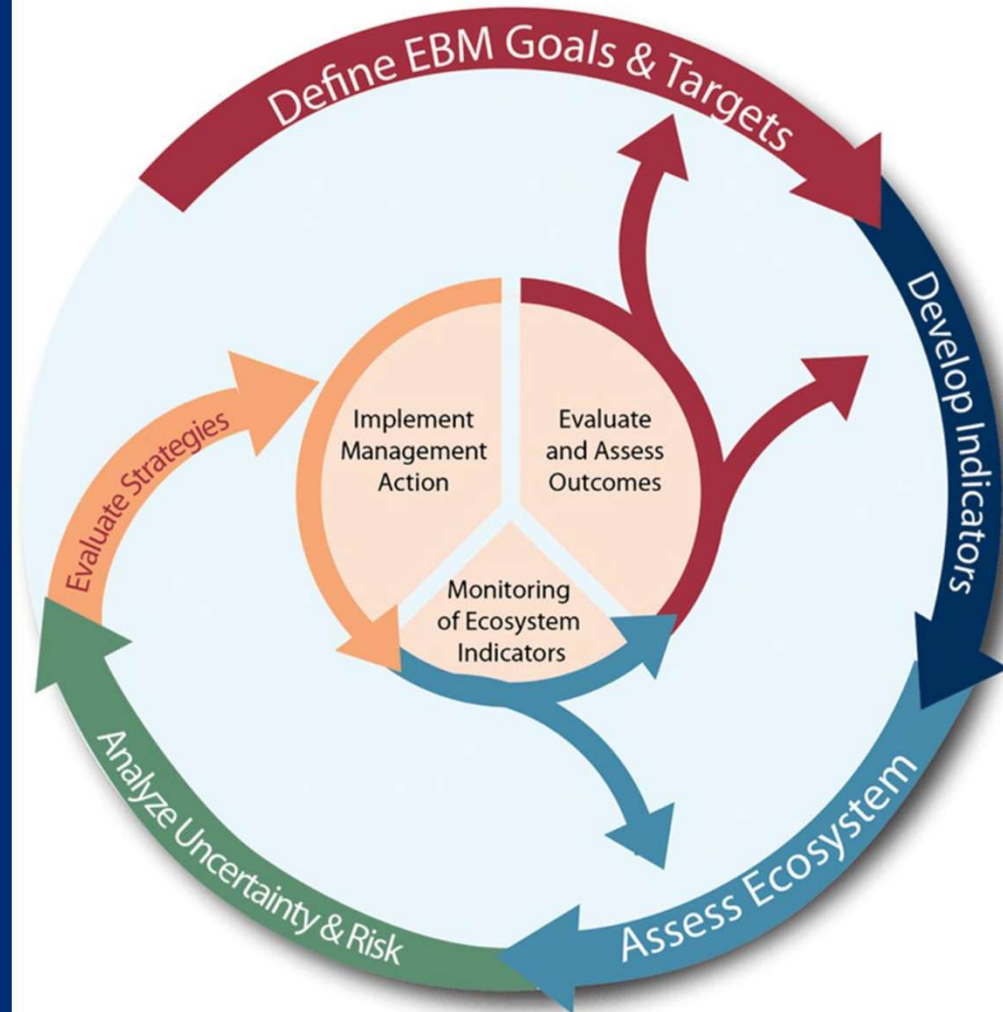 Define EBM Goals & Targets
Develop Indicators
Assess Ecosystem
Analyze Uncertainty & Risk
Evaluate Strategies
Implement
Management
Action
Evaluate
and Assess
Outcomes
Monitoring
of Ecosystem
Indicators